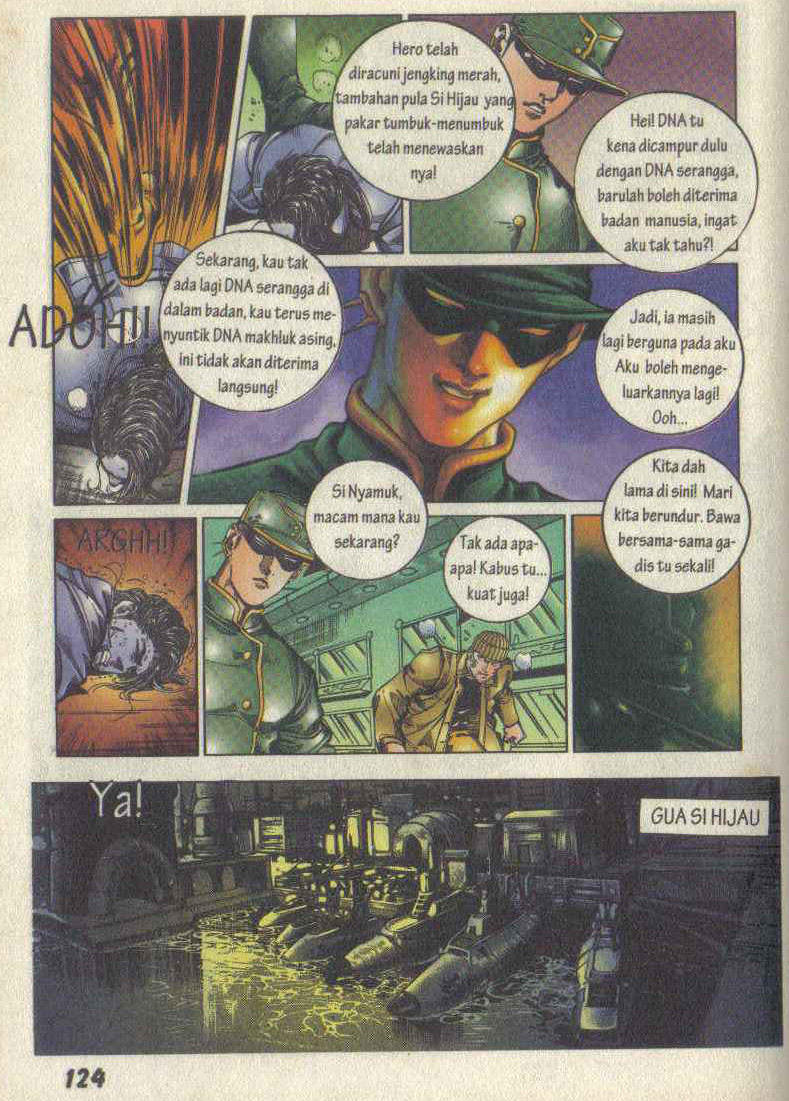 Hero telah
diracuni jengking merah,
tambahan pula Si Hijau yang
pakar tumbuk-menumbuk
telah menewaskan
nya!
Hei! DNA tu
kena dicampur dulu
dengan DNA serangga,
barulah boleh diterima
badan manusia, ingat
aku tak tahu?!
ADOHII
Sekarang, kau tak
ada lagi DNA serangga di
dalam badan, kau terus me-
nyuntik DNA makhluk asing,
ini tidak akan diterima
langsung!
Jadi, ia masih
lagi berguna pada aku
Aku boleh menge-
luarkannya lagi!
Ooh...
ARGHH!
Si Nyamuk,
macam mana kau
sekarang?
Tak ada apa-
apa! Kabus tu...
kuat juga!
Kita dah
lama di sini! Mari
kita berundur. Bawa
bersama-sama ga-
dis tu sekali!
Ya!
GUA SI HIJAU
124